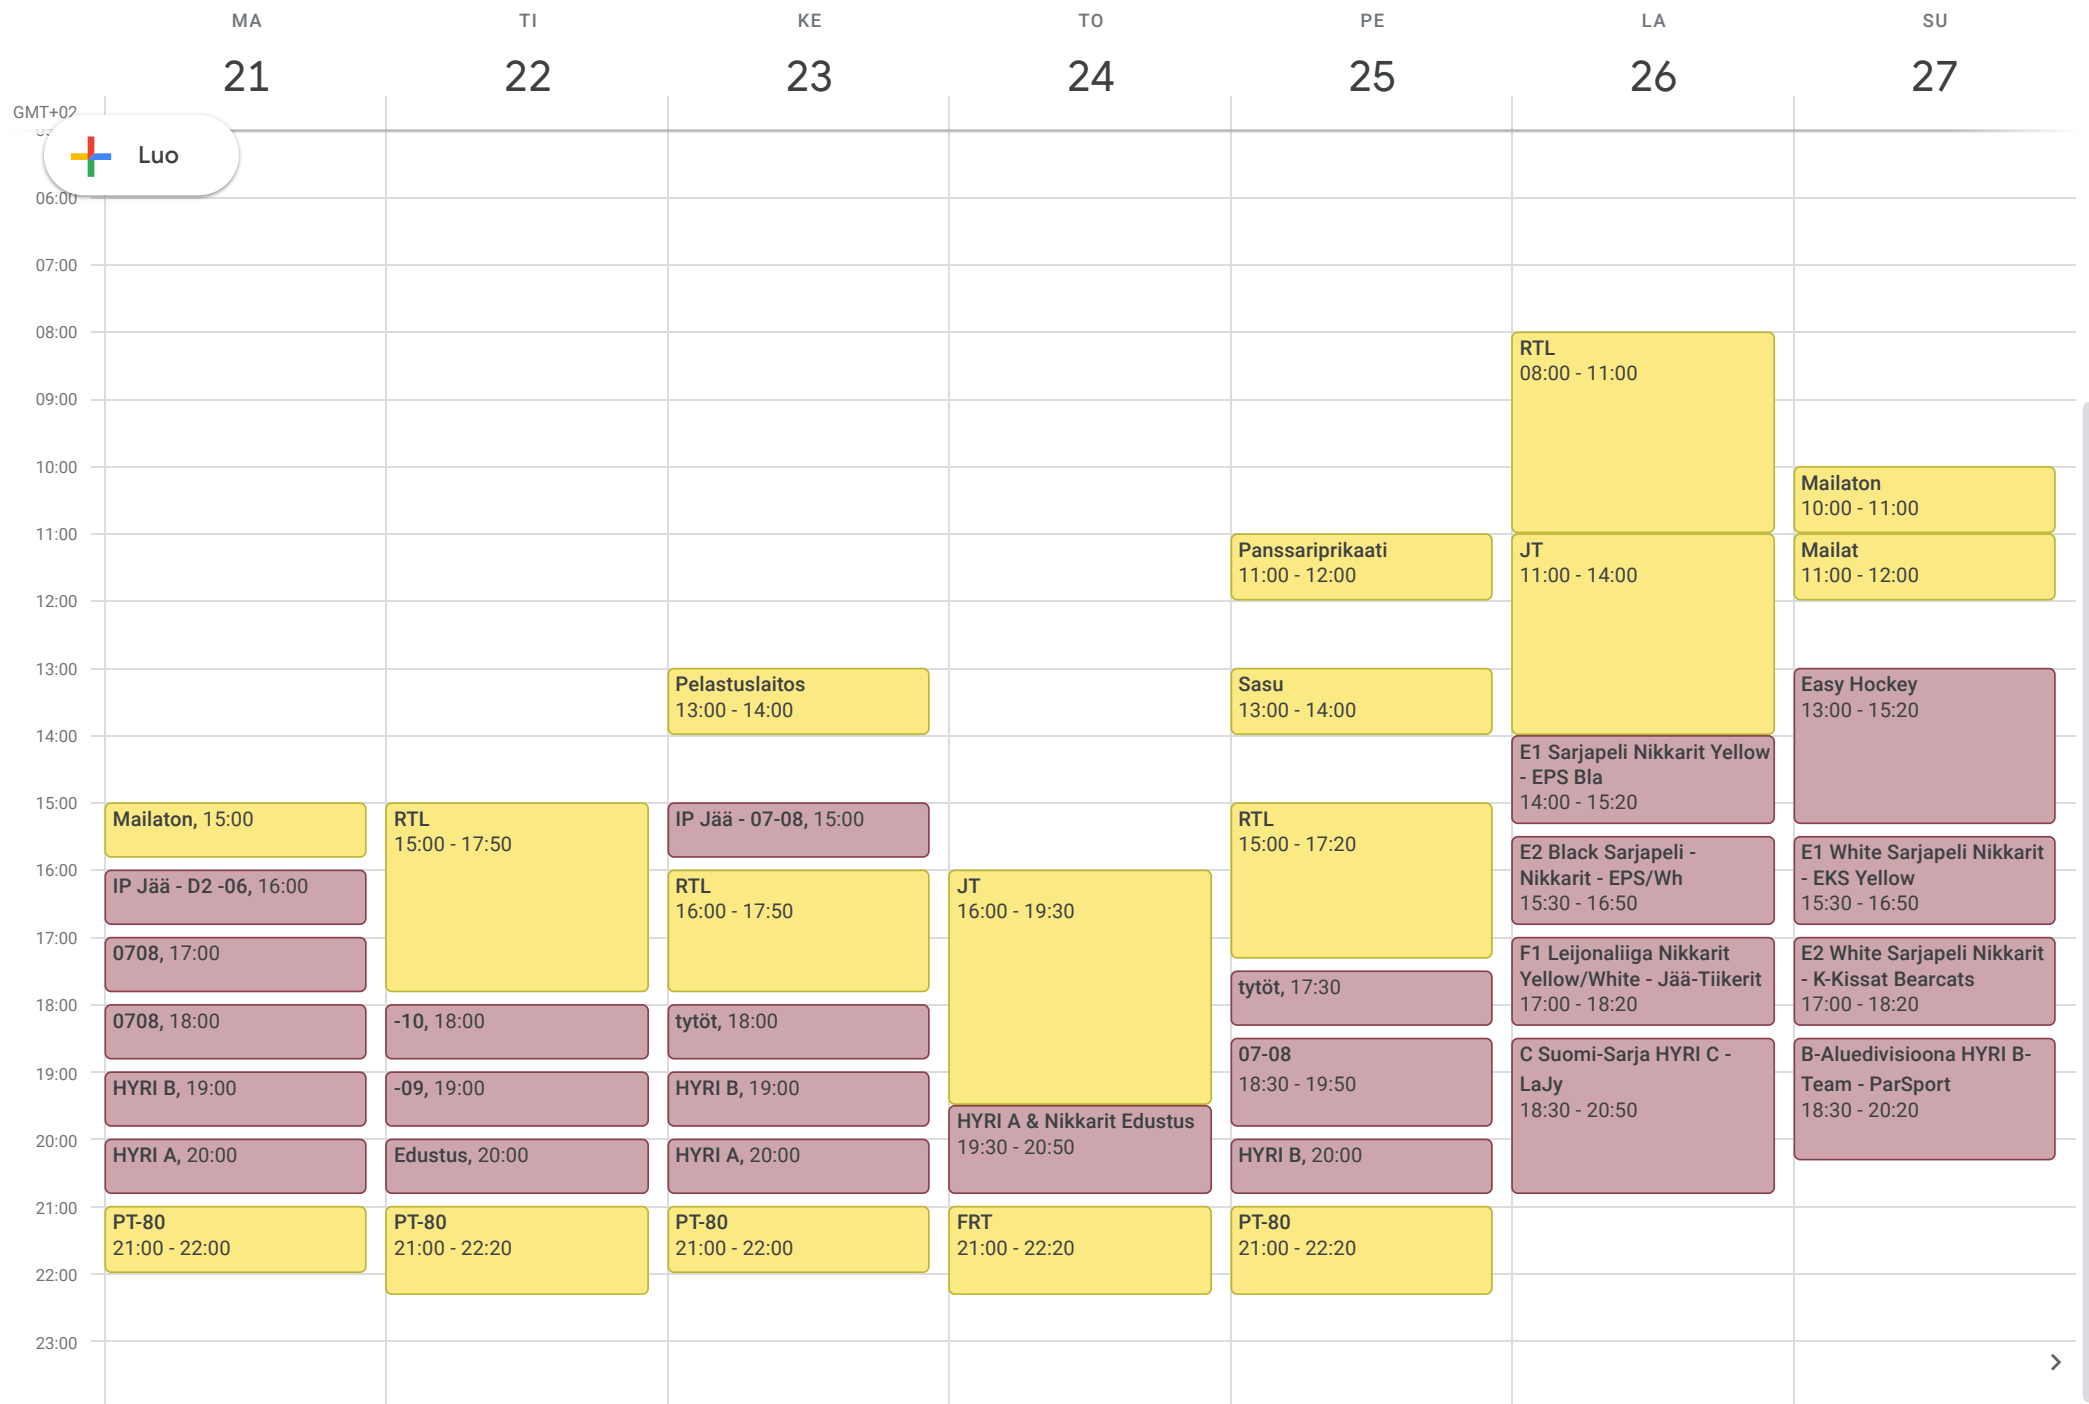 MA
TI
KE
TO
PE
LA
SU
21
22
23
24
25
26
27
GMT+02
Luo
06:00
07:00
08:00
09:00
10:00
11:00
12:00
13:00
14:00
15:00
16:00
17:00
18:00
19:00
20:00
21:00
22:00
23:00
Mailaton, 15:00
IP Jää - D2 -06, 16:00
0708, 17:00
0708, 18:00
HYRI B, 19:00
HYRI A, 20:00
PT-80
21:00 - 22:00
RTL
15:00 - 17:50
-10, 18:00
-09, 19:00
Edustus, 20:00
PT-80
21:00 - 22:20
Pelastuslaitos
13:00 - 14:00
IP Jää - 07-08, 15:00
RTL
16:00 - 17:50
tytöt, 18:00
HYRI B, 19:00
HYRI A, 20:00
PT-80
21:00 - 22:00
JT
16:00 - 19:30
HYRI A & Nikkarit Edustus
19:30 - 20:50
FRT
21:00 - 22:20
Panssariprikaati
11:00 - 12:00
Sasu
13:00 - 14:00
RTL
15:00 - 17:20
tytöt, 17:30
07-08
18:30 - 19:50
HYRI B, 20:00
PT-80
21:00 - 22:20
RTL
08:00 - 11:00
JT
11:00 - 14:00
E1 Sarjapeli Nikkarit Yellow
- EPS Bla
14:00 - 15:20
E2 Black Sarjapeli -
Nikkarit - EPS/Wh
15:30 - 16:50
F1 Leijonaliiga Nikkarit
Yellow/White - Jää-Tiikerit
17:00 - 18:20
C Suomi-Sarja HYRI C -
LaJy
18:30 - 20:50
Mailaton
10:00 - 11:00
Mailat
11:00 - 12:00
Easy Hockey
13:00 - 15:20
E1 White Sarjapeli Nikkarit
- EKS Yellow
15:30 - 16:50
E2 White Sarjapeli Nikkarit
- K-Kissat Bearcats
17:00 - 18:20
B-Aluedivisioona HYRI B-
Team - ParSport
18:30 - 20:20